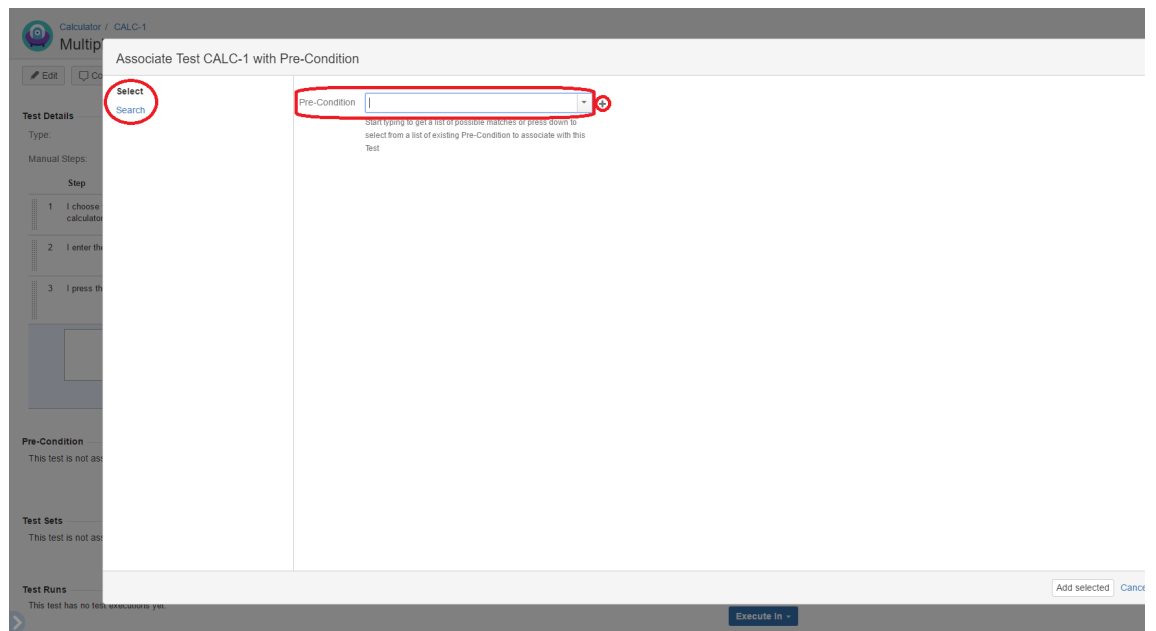 Calculator / CALC-1
Multip
Edit
Co
Associate Test CALC-1 with Pre-Condition
Select
Search
Pre-Condition
Start typing to get a list of possible matches or press down to
select from a list of existing Pre-Condition to associate with this
Test
Test Details
Type:
Manual Steps:
Step
1 I choose
calculator
2 I enter the
3 I press th
Pre-Condition
This test is not ass
Test Sets
This test is not ass
Test Runs
This test has no test executions yet.
Add selected Cance
Execute In